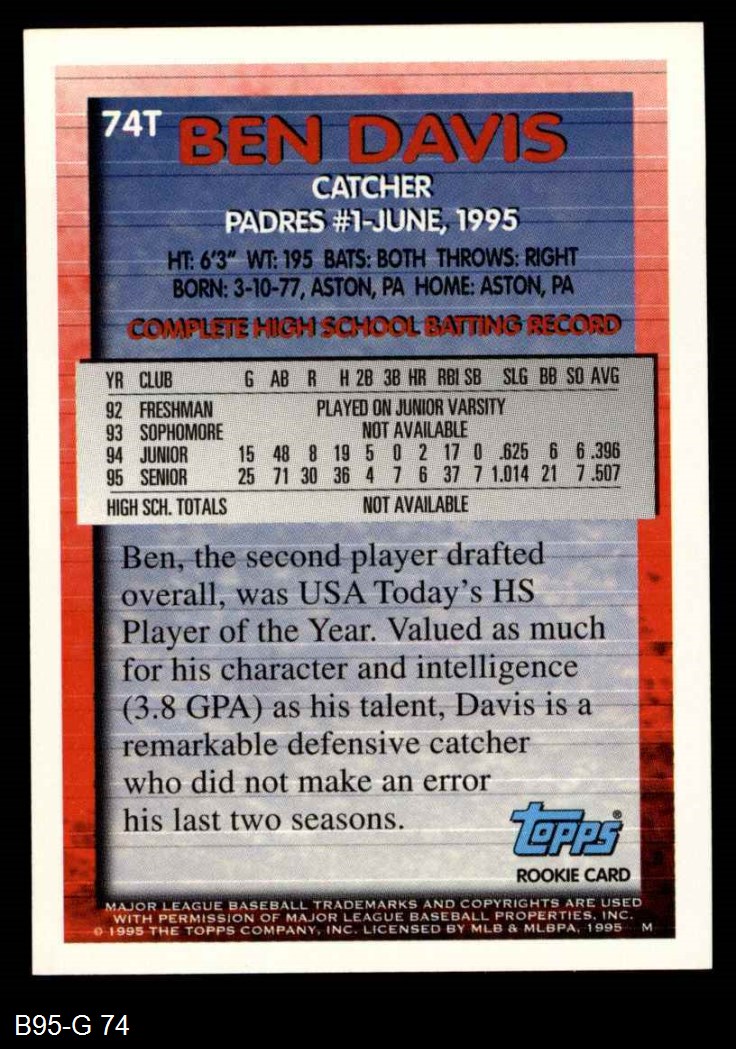 74T BEN DAVIS
CATCHER
PADRES #1-JUNE, 1995
HT: 6'3" WT: 195 BATS: BOTH THROWS: RIGHT
BORN: 3-10-77, ASTON, PA HOME: ASTON, PA
COMPLETE HIGH SCHOOL BATTING RECORD
YR CLUB G AB R H 2B 3B HR RBI SB SLG BB SO AVG
92 FRESHMAN PLAYED ON JUNIOR VARSITY
93 SOPHOMORE NOT AVAILABLE
94 JUNIOR 15 48 8 19 5 0 2 17 0 .625 6 6 .396
95 SENIOR 25 71 30 36 4 7 6 37 7 1.014 21 7 .507
HIGH SCH. TOTALS NOT AVAILABLE
Ben, the second player drafted
overall, was USA Today's HS
Player of the Year. Valued as much
for his character and intelligence
(3.8 GPA) as his talent, Davis is a
remarkable defensive catcher
who did not make an error
his last two seasons.
Topps®
ROOKIE CARD
MAJOR LEAGUE BASEBALL TRADEMARKS AND COPYRIGHTS ARE USED
WITH PERMISSION OF MAJOR LEAGUE BASEBALL PROPERTIES, INC.
© 1995 THE TOPPS COMPANY, INC. LICENSED BY MLB & MLBPA, 1995 M
B95-G 74